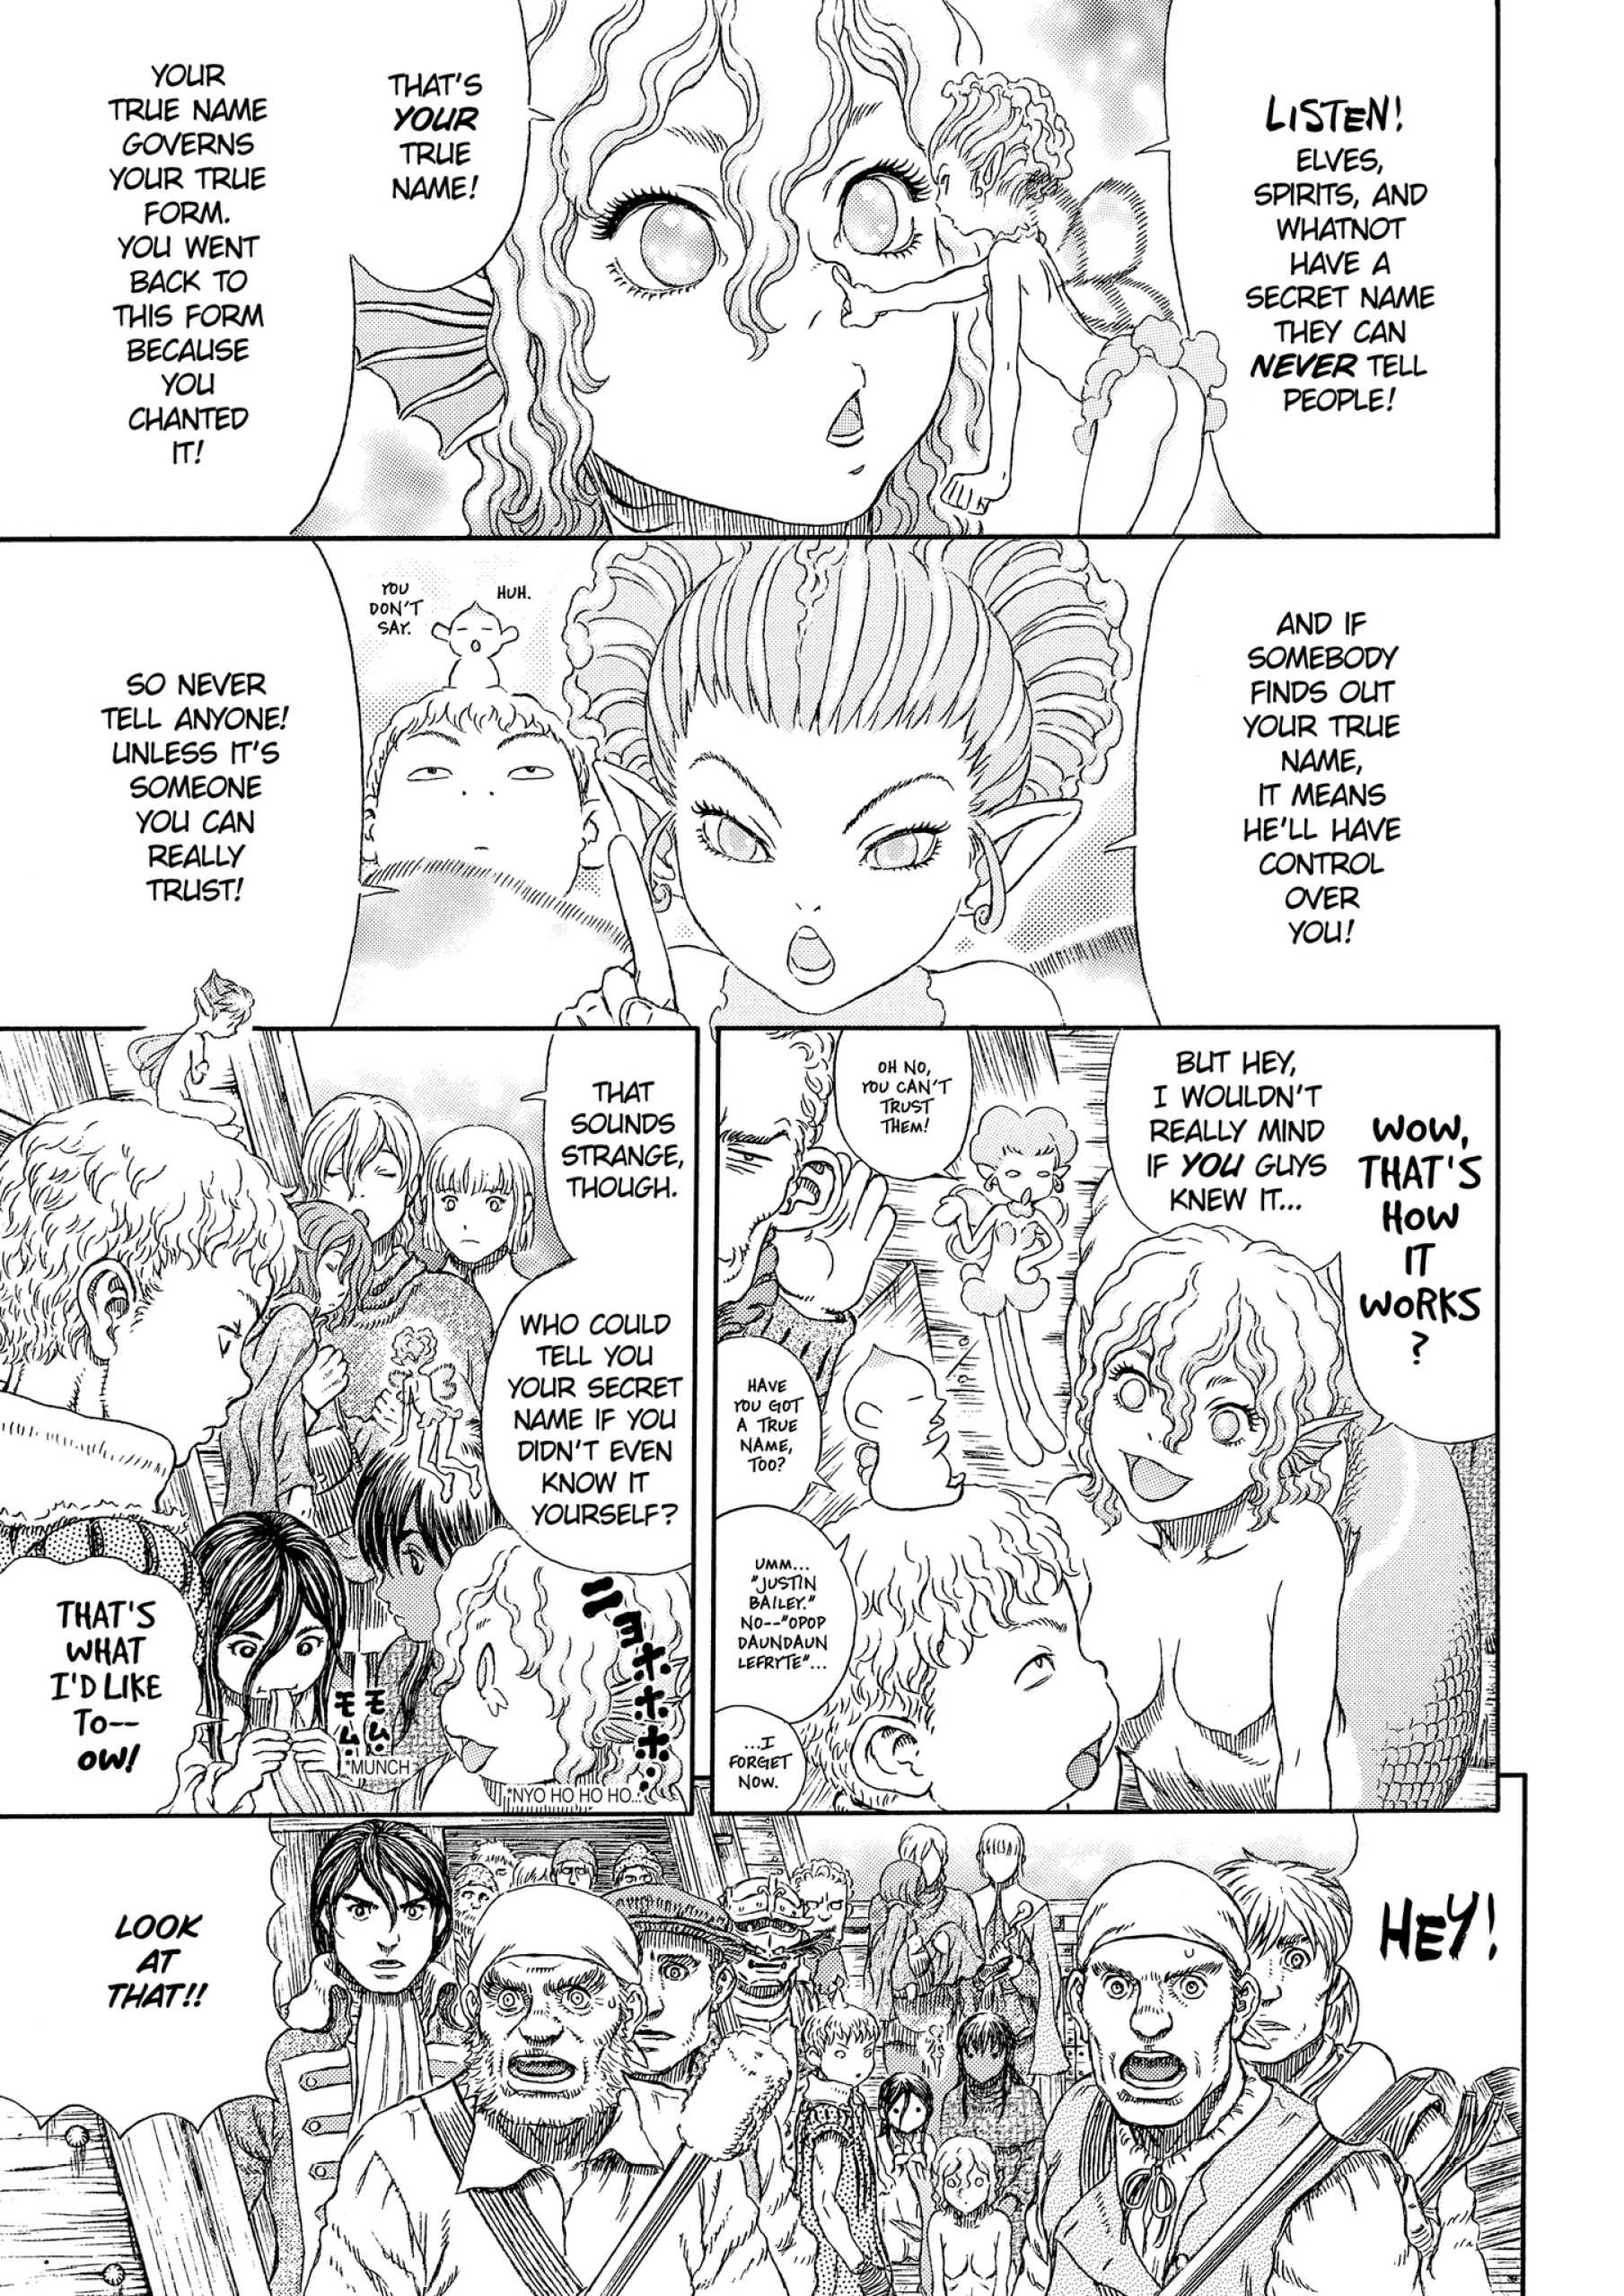 LISTEN!
ELVES,
SPIRITS, AND
WHATNOT
HAVE A
SECRET NAME
THEY CAN
NEVER TELL
PEOPLE!
THAT'S
YOUR
TRUE
NAME!
YOUR
TRUE NAME
GOVERNS
YOUR TRUE
FORM.
YOU WENT
BACK TO
THIS FORM
BECAUSE
YOU
CHANTED
IT!
AND IF
SOMEBODY
FINDS OUT
YOUR TRUE
NAME,
IT MEANS
HE'LL HAVE
CONTROL
OVER
YOU!
HUH.
YOU
DON'T
SAY.
SO NEVER
TELL ANYONE!
UNLESS IT'S
SOMEONE
YOU CAN
REALLY
TRUST!
WOW,
THAT'S
HOW
IT
WORKS
?
BUT HEY,
I WOULDN'T
REALLY MIND
IF YOU GUYS
KNEW IT...
OH NO,
YOU CAN'T
TRUST
THEM!
HAVE
YOU GOT
A TRUE
NAME,
TOO?
UMM...
"JUSTIN
BAILEY."
NO--"OPOP
DAUNDAUN
LEFRYTE"...
...I
FORGET
NOW.
THAT
SOUNDS
STRANGE,
THOUGH.
WHO COULD
TELL YOU
YOUR SECRET
NAME IF YOU
DIDN'T EVEN
KNOW IT
YOURSELF?
ニョホホホホ...
*NYO HO HO HO...
モムモム
*MUNCH
THAT'S
WHAT
I'D LIKE
TO--
OW!
HEY!
LOOK
AT
THAT!!